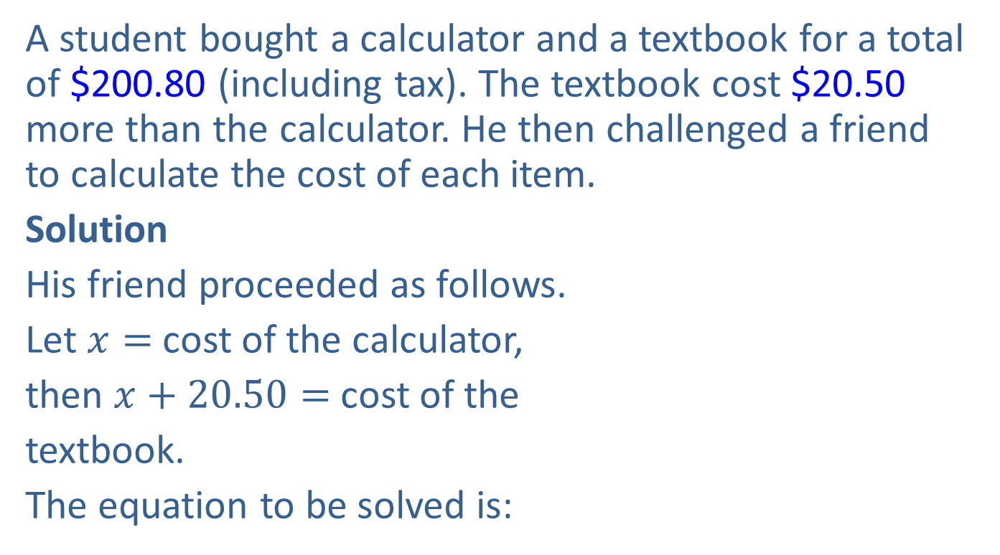 A student bought a calculator and a textbook for a total
of $200.80 (including tax). The textbook cost $20.50
more than the calculator. He then challenged a friend
to calculate the cost of each item.
Solution
His friend proceeded as follows.
Let 𝑥 = cost of the calculator,
then 𝑥 + 20.50 = cost of the
textbook.
The equation to be solved is: